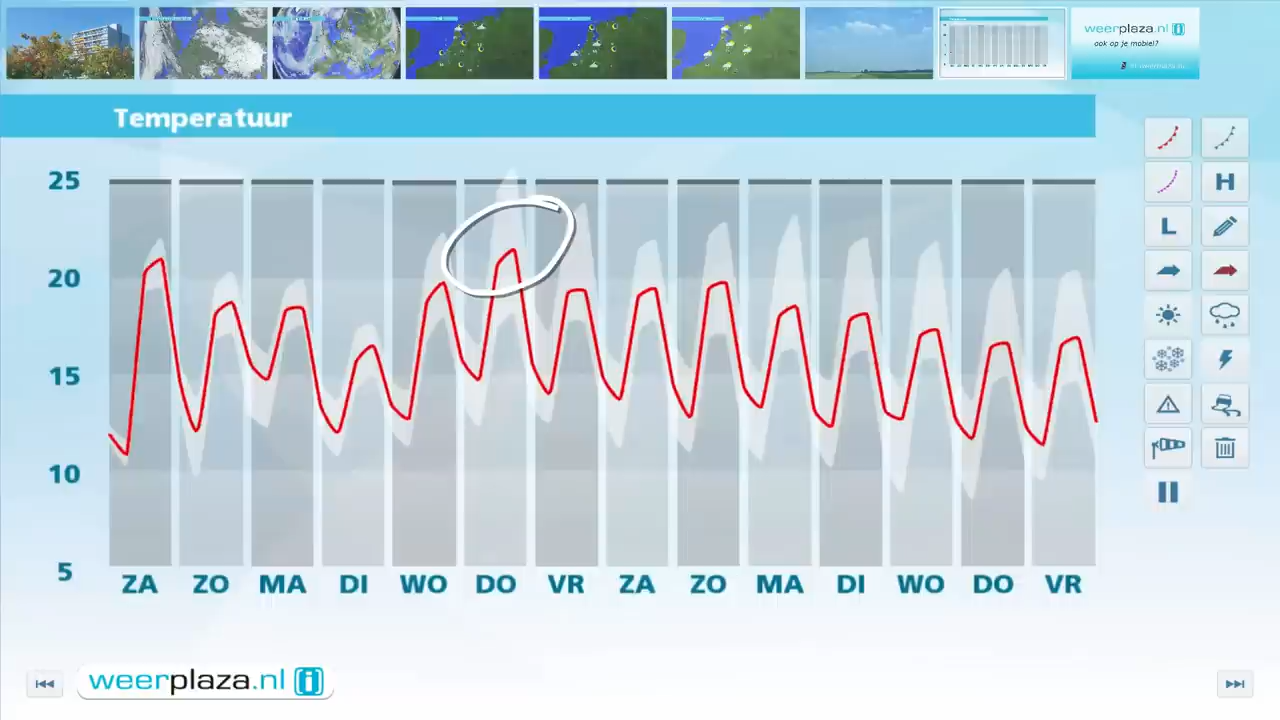 weerplaza.nl i
ook op je mobiel?
Temperatuur
25
20
15
10
5
ZA ZO MA DI WO DO VR ZA ZO MA DI WO DO VR
H
L
weerplaza.nl i